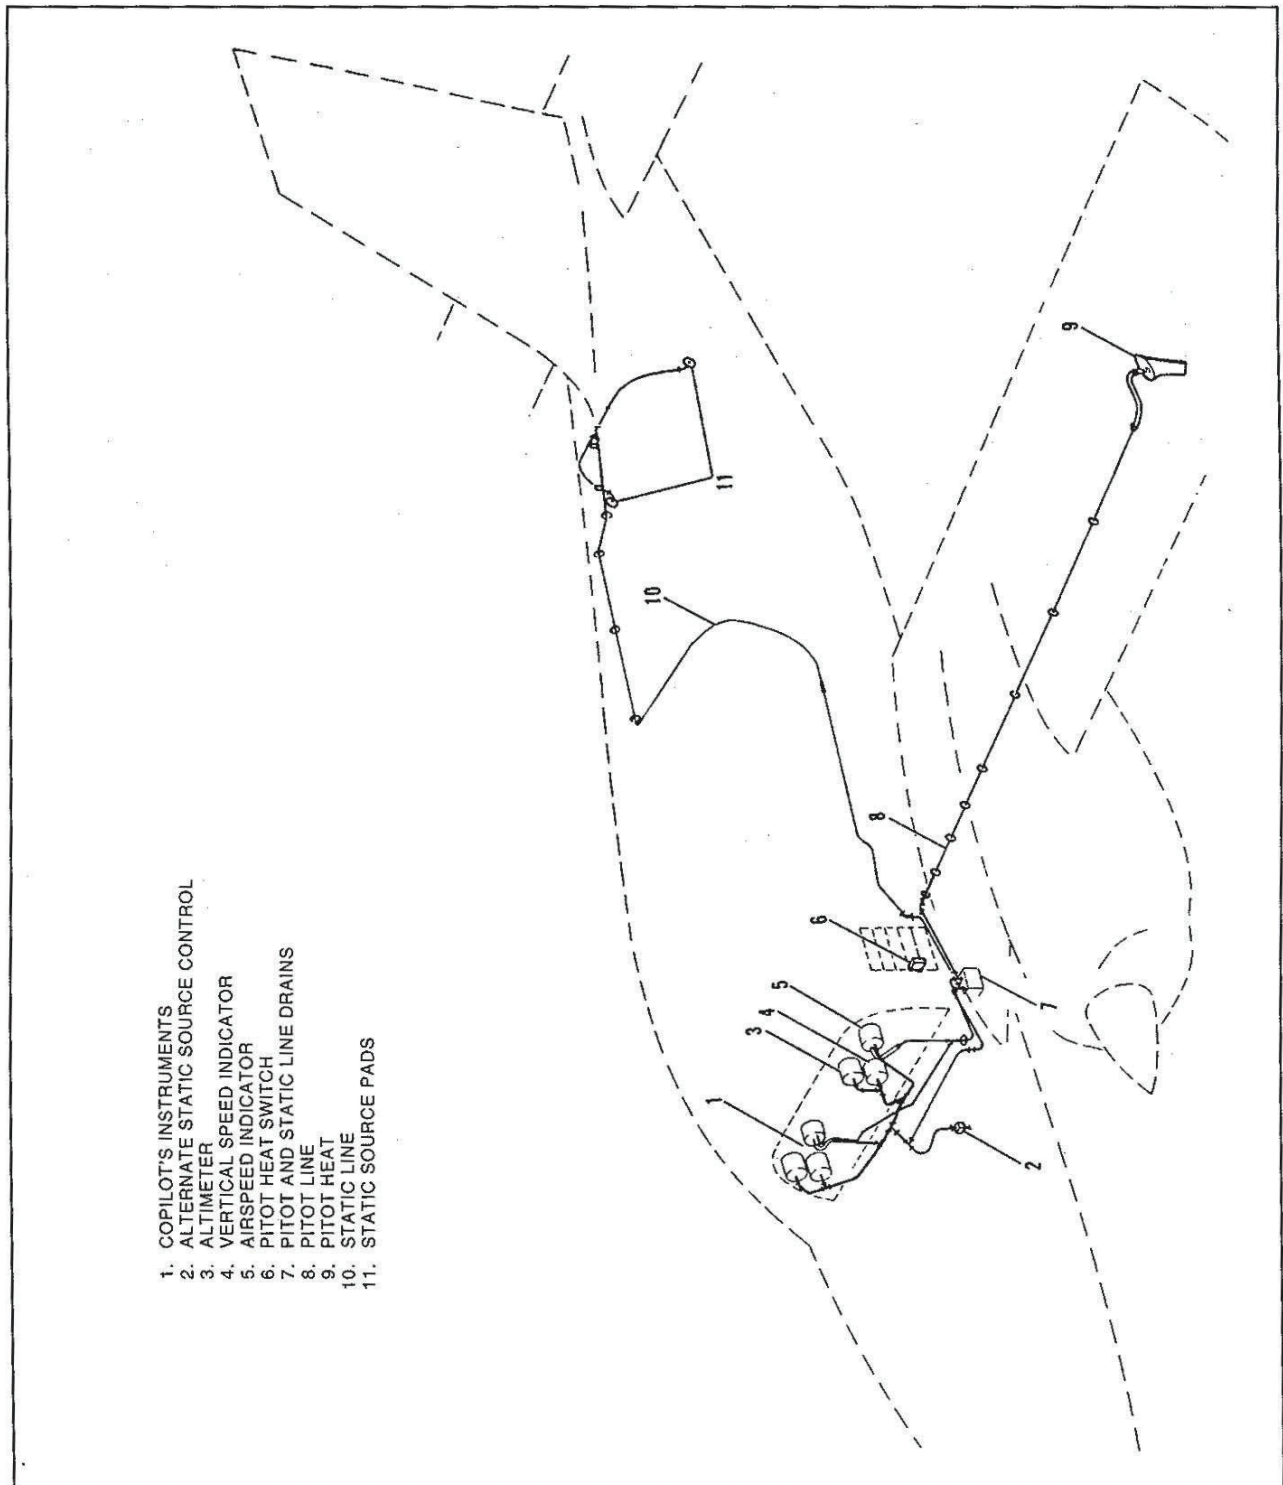 1. COPILOT'S INSTRUMENTS
2. ALTERNATE STATIC SOURCE CONTROL
3. ALTIMETER
4. VERTICAL SPEED INDICATOR
5. AIRSPEED INDICATOR
6. PITOT HEAT SWITCH
7. PITOT AND STATIC LINE DRAINS
8. PITOT LINE
9. PITOT HEAT
10. STATIC LINE
11. STATIC SOURCE PADS
1
2
3
4
5
6
7
8
9
10
11